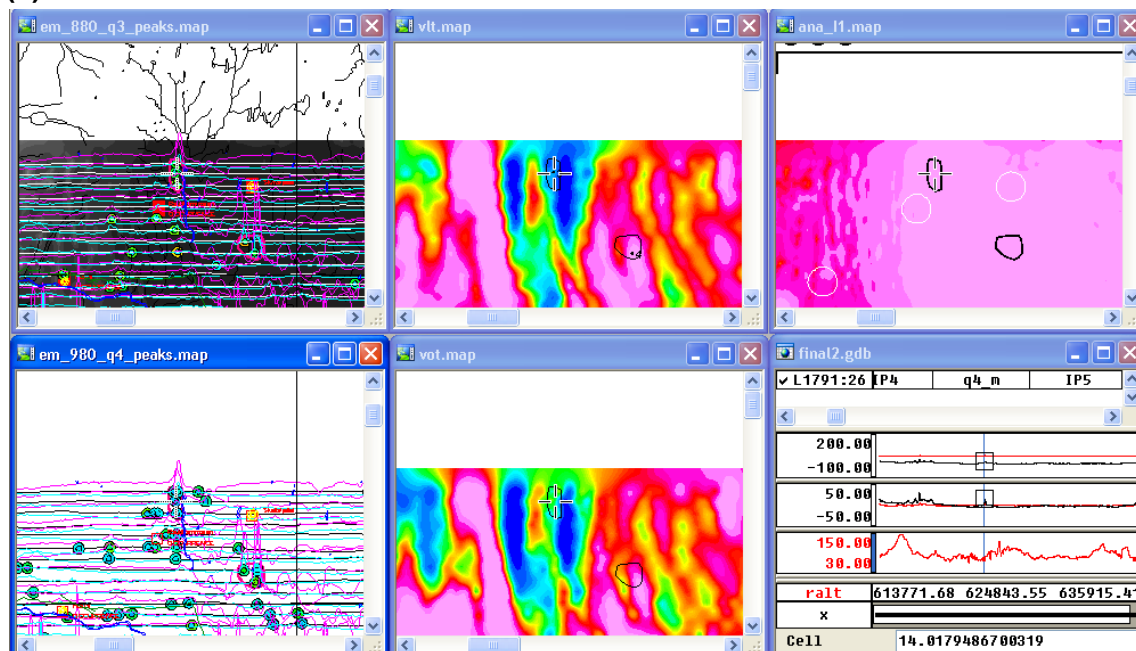 em_880_q3_peaks.map
vlt.map
ana_l1.map
em_980_q4_peaks.map
vot.map
final2.gdb
L1791:26 IP4 q4_m IP5
200.00
-100.00
50.00
-50.00
150.00
30.00
ralt 613771.68 624843.55 635915.41
x
Cell 14.0179486700319